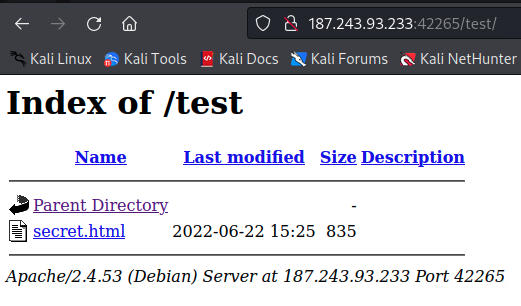 187.243.93.233:42265/test/
Kali Linux Kali Tools Kali Docs Kali Forums Kali NetHunter
Index of /test
Name Last modified Size Description
Parent Directory -
secret.html 2022-06-22 15:25 835
Apache/2.4.53 (Debian) Server at 187.243.93.233 Port 42265